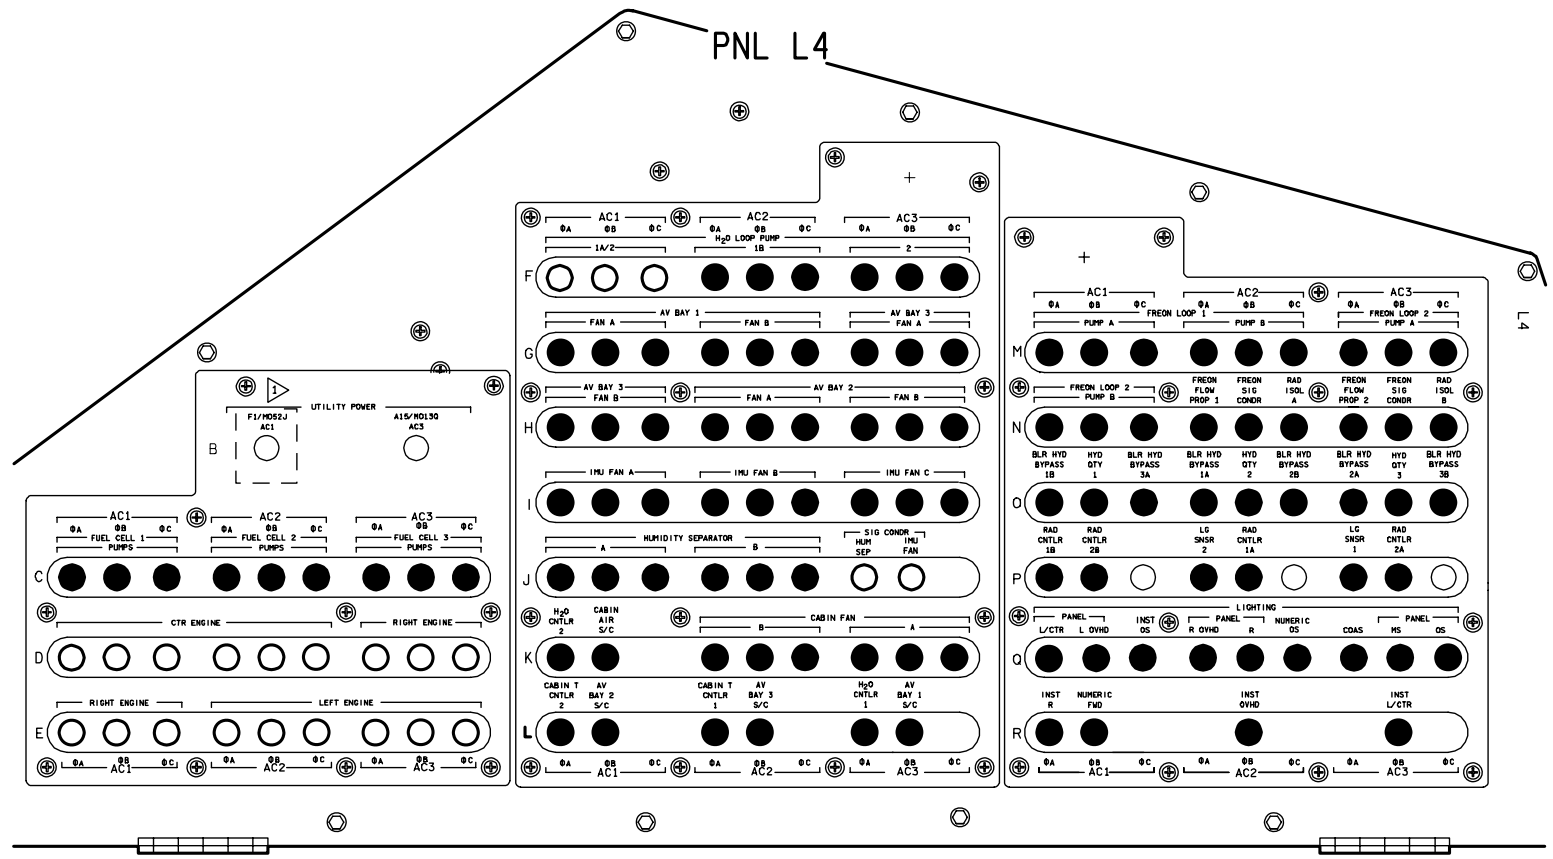 PNL L4
L4
1
UTILITY POWER
F1/MO52J A15/MO13Q
AC1 AC3
B
AC1 AC2 AC3
ΦA ΦB ΦC ΦA ΦB ΦC ΦA ΦB ΦC
FUEL CELL 1 FUEL CELL 2 FUEL CELL 3
PUMPS PUMPS PUMPS
C
CTR ENGINE RIGHT ENGINE
D
RIGHT ENGINE LEFT ENGINE
E
ΦA ΦB ΦC ΦA ΦB ΦC ΦA ΦB ΦC
AC1 AC2 AC3
AC1 AC2 AC3
ΦA ΦB ΦC ΦA ΦB ΦC ΦA ΦB ΦC
H2O LOOP PUMP
1A/2 1B 2
F
AV BAY 1 AV BAY 3
FAN A FAN B FAN A
G
AV BAY 3 AV BAY 2
FAN B FAN A FAN B
H
IMU FAN A IMU FAN B IMU FAN C
I
HUMIDITY SEPARATOR SIG CONDR
A B HUM SEP IMU FAN
J
H2O CNTLR 2 CABIN AIR S/C CABIN FAN
B A
K
CABIN T CNTLR 2 AV BAY 2 S/C CABIN T CNTLR 1 AV BAY 3 S/C H2O CNTLR 1 AV BAY 1 S/C
L
ΦA ΦB ΦC ΦA ΦB ΦC ΦA ΦB ΦC
AC1 AC2 AC3
AC1 AC2 AC3
ΦA ΦB ΦC ΦA ΦB ΦC ΦA ΦB ΦC
FREON LOOP 1 FREON LOOP 2
PUMP A PUMP B PUMP A
M
FREON LOOP 2 PUMP B FREON FLOW PROP 1 FREON SIG CONDR RAD ISOL A FREON FLOW PROP 2 FREON SIG CONDR RAD ISOL B
N
BLR HYD BYPASS 1B HYD QTY 1 BLR HYD BYPASS 3A BLR HYD BYPASS 1A HYD QTY 2 BLR HYD BYPASS 2B BLR HYD BYPASS 2A HYD QTY 3 BLR HYD BYPASS 3B
O
RAD CNTLR 1B RAD CNTLR 2B LG SNSR 2 RAD CNTLR 1A LG SNSR 1 RAD CNTLR 2A
P
LIGHTING
PANEL INST OS PANEL NUMERIC OS PANEL
L/CTR L OVHD R OVHD R COAS MS OS
Q
INST R NUMERIC FWD INST OVHD INST L/CTR
R
ΦA ΦB ΦC ΦA ΦB ΦC ΦA ΦB ΦC
AC1 AC2 AC3